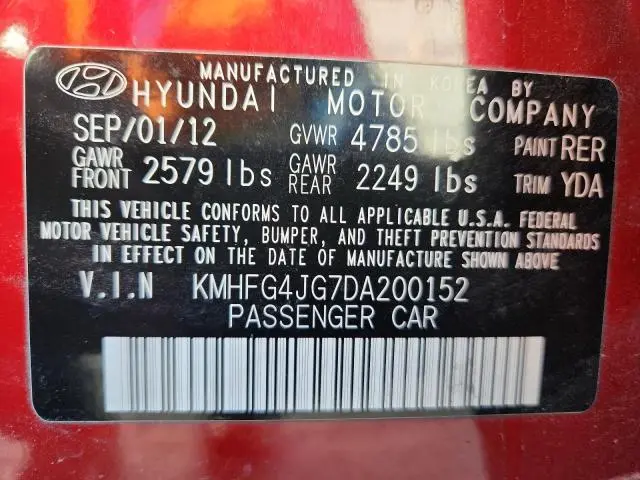 MANUFACTURED IN KOREA BY
HYUNDAI MOTOR COMPANY
SEP/01/12 GVWR 4785 lbs PAINT RER
GAWR FRONT 2579 lbs GAWR REAR 2249 lbs TRIM YDA
THIS VEHICLE CONFORMS TO ALL APPLICABLE U.S.A. FEDERAL
MOTOR VEHICLE SAFETY, BUMPER, AND THEFT PREVENTION STANDARDS
IN EFFECT ON THE DATE OF MANUFACTURE SHOWN ABOVE.
V.I.N KMHFG4JG7DA200152
PASSENGER CAR